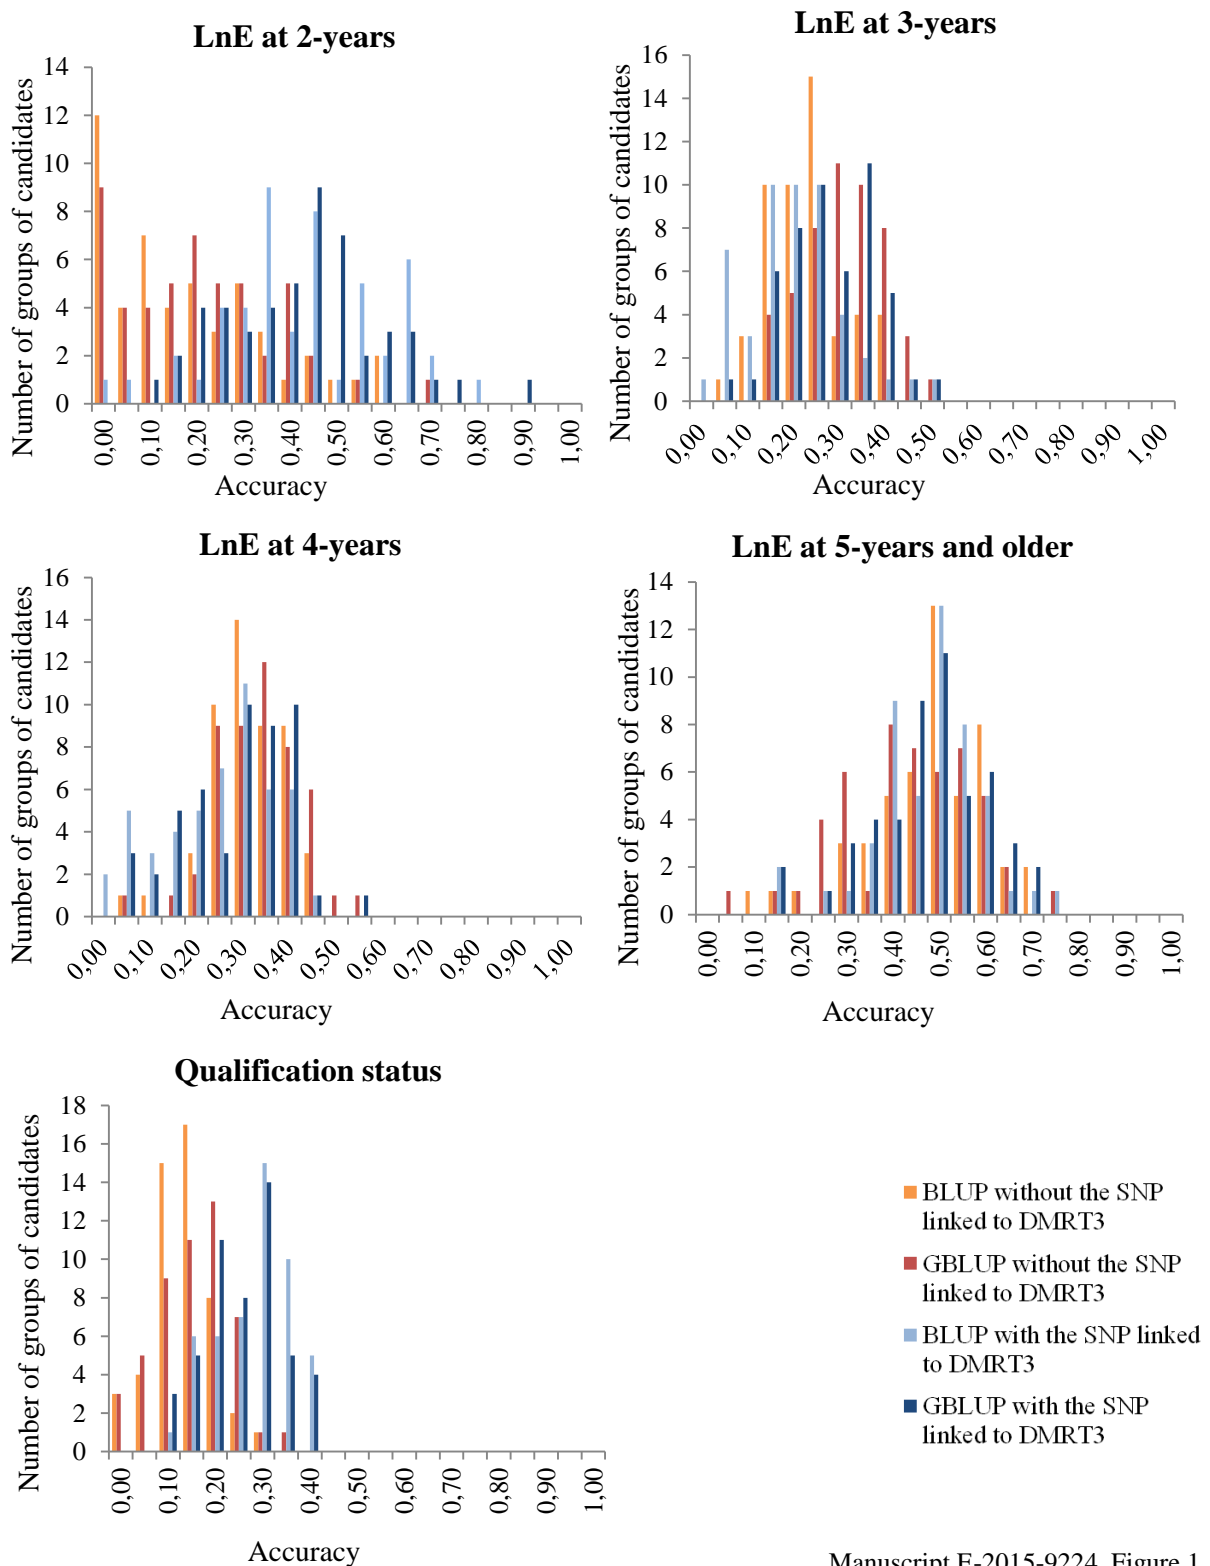 LnE at 2-years
Number of groups of candidates
14
12
10
8
6
4
2
0
0,00 0,10 0,20 0,30 0,40 0,50 0,60 0,70 0,80 0,90 1,00
Accuracy
LnE at 3-years
Number of groups of candidates
16
14
12
10
8
6
4
2
0
0,00 0,10 0,20 0,30 0,40 0,50 0,60 0,70 0,80 0,90 1,00
Accuracy
LnE at 4-years
Number of groups of candidates
16
14
12
10
8
6
4
2
0
0,00 0,10 0,20 0,30 0,40 0,50 0,60 0,70 0,80 0,90 1,00
Accuracy
LnE at 5-years and older
Number of groups of candidates
14
12
10
8
6
4
2
0
0,00 0,10 0,20 0,30 0,40 0,50 0,60 0,70 0,80 0,90 1,00
Accuracy
Qualification status
Number of groups of candidates
18
16
14
12
10
8
6
4
2
0
0,00 0,10 0,20 0,30 0,40 0,50 0,60 0,70 0,80 0,90 1,00
Accuracy
BLUP without the SNP
linked to DMRT3
GBLUP without the SNP
linked to DMRT3
BLUP with the SNP linked
to DMRT3
GBLUP with the SNP
linked to DMRT3
Manuscript E-2015-9224, Figure 1